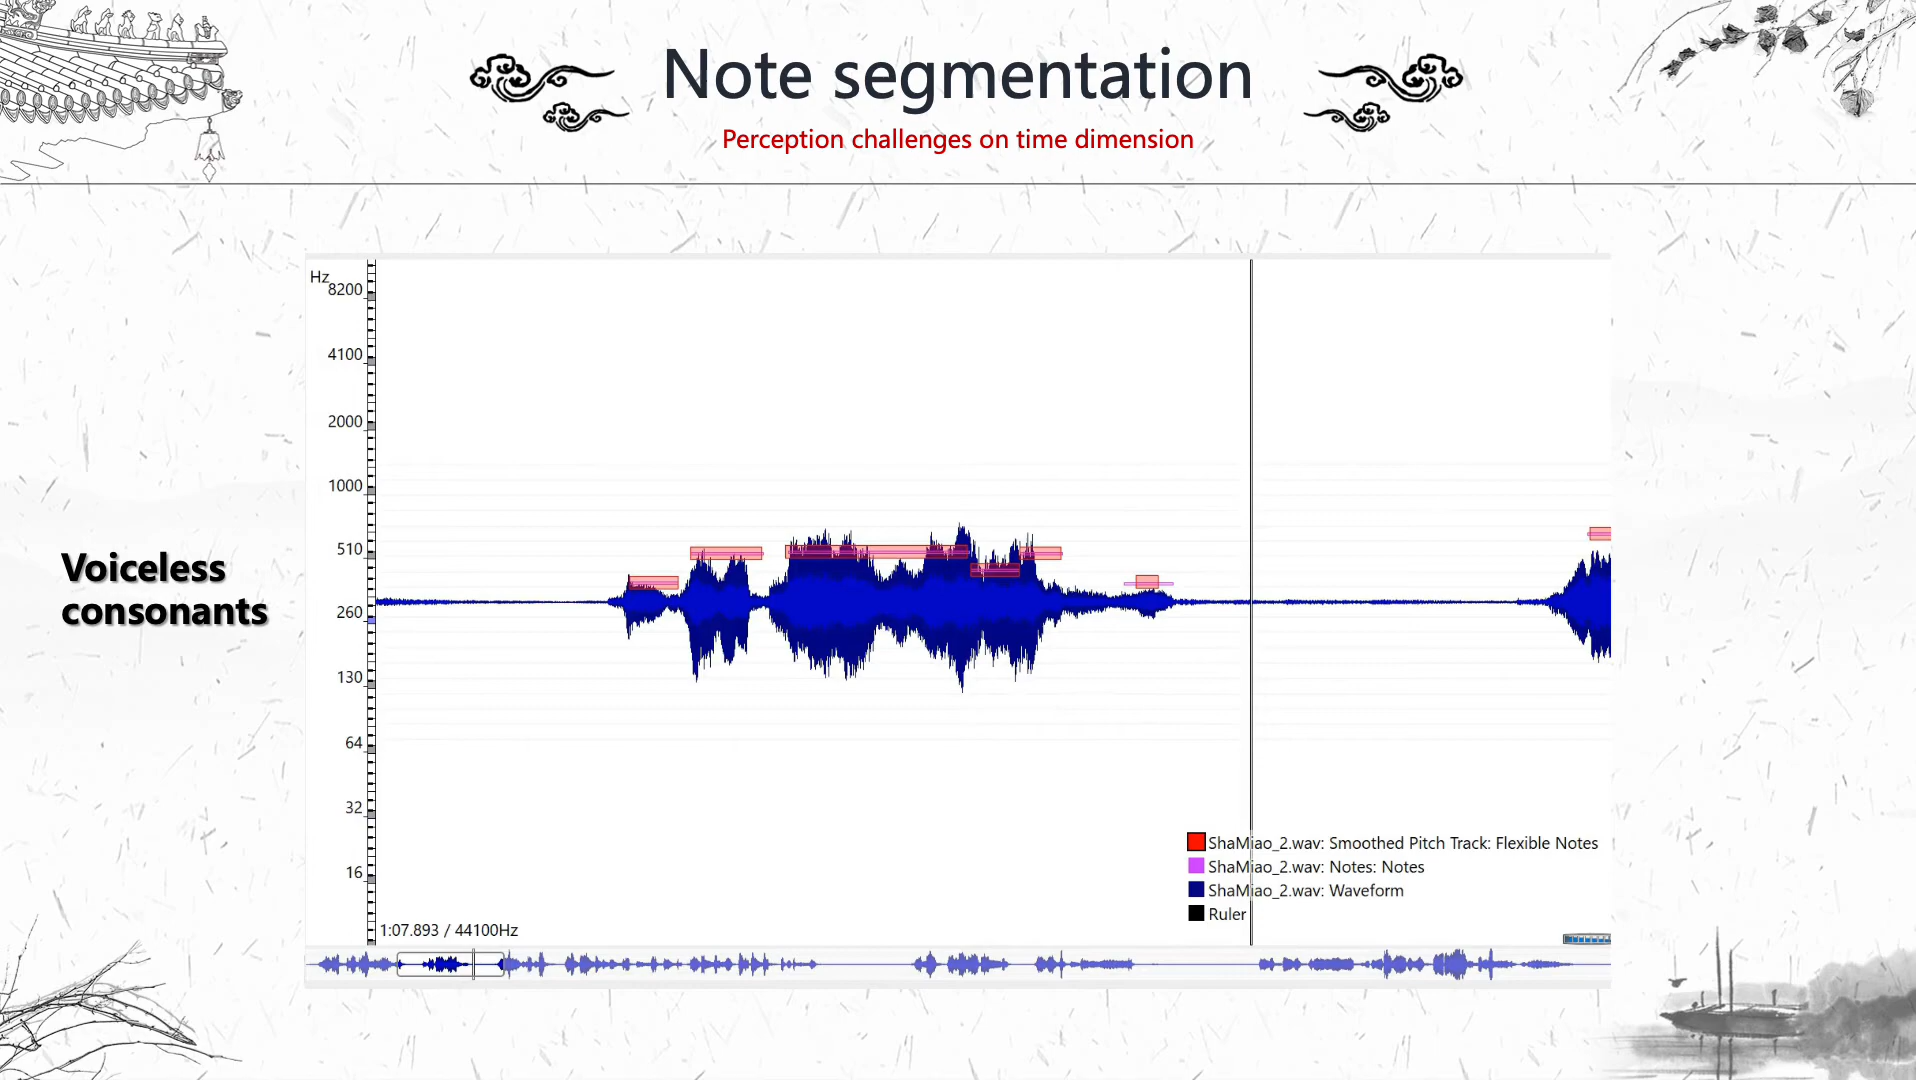 Note segmentation
Perception challenges on time dimension
Voiceless
consonants
Hz
8200
4100
2000
1000
510
260
130
64
32
16
ShaMiao_2.wav: Smoothed Pitch Track: Flexible Notes
ShaMiao_2.wav: Notes: Notes
ShaMiao_2.wav: Waveform
Ruler
1:07.893 / 44100Hz